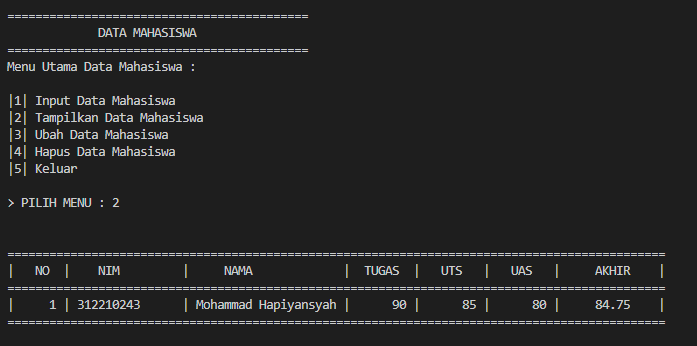 ===========================================
DATA MAHASISWA
===========================================
Menu Utama Data Mahasiswa :
|1| Input Data Mahasiswa
|2| Tampilkan Data Mahasiswa
|3| Ubah Data Mahasiswa
|4| Hapus Data Mahasiswa
|5| Keluar
> PILIH MENU : 2
==============================================================================================
| NO | NIM | NAMA | TUGAS | UTS | UAS | AKHIR |
==============================================================================================
| 1 | 312210243 | Mohammad Hapiyansyah | 90 | 85 | 80 | 84.75 |
==============================================================================================